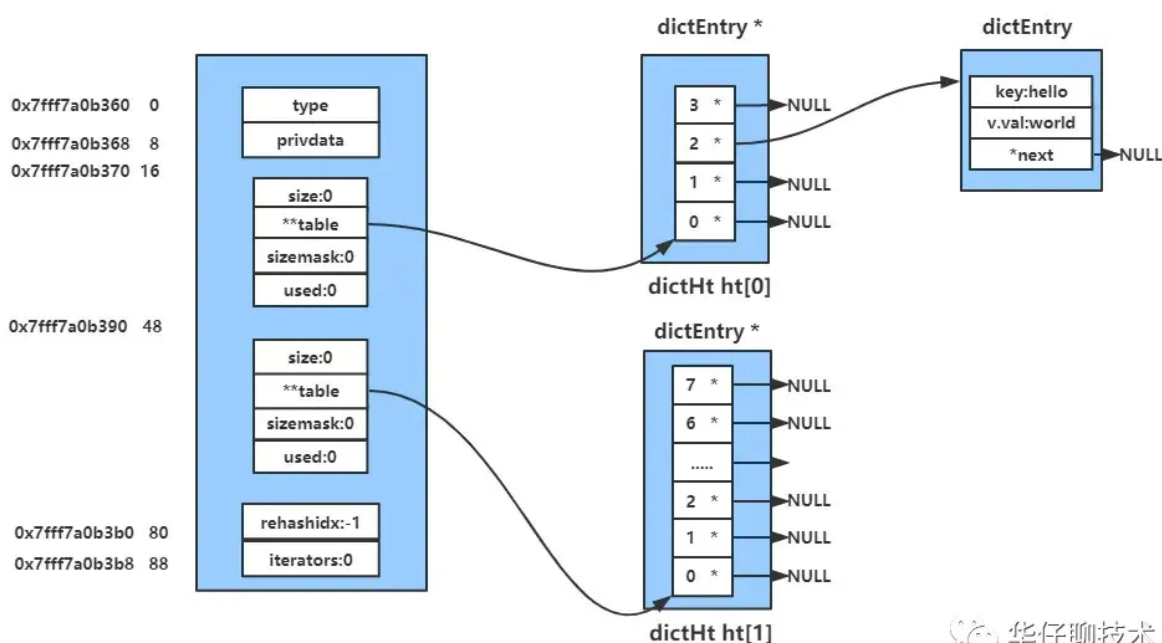 0x7fff7a0b360 0
0x7fff7a0b368 8
0x7fff7a0b370 16
0x7fff7a0b390 48
0x7fff7a0b3b0 80
0x7fff7a0b3b8 88
type
privdata
size:0
**table
sizemask:0
used:0
size:0
**table
sizemask:0
used:0
rehashidx:-1
iterators:0
dictEntry *
3 * NULL
2 *
1 * NULL
0 * NULL
dictHt ht[0]
dictEntry *
7 * NULL
6 * NULL
.....
2 * NULL
1 * NULL
0 * NULL
dictHt ht[1]
dictEntry
key:hello
v.val:world
*next NULL
华仔聊技术